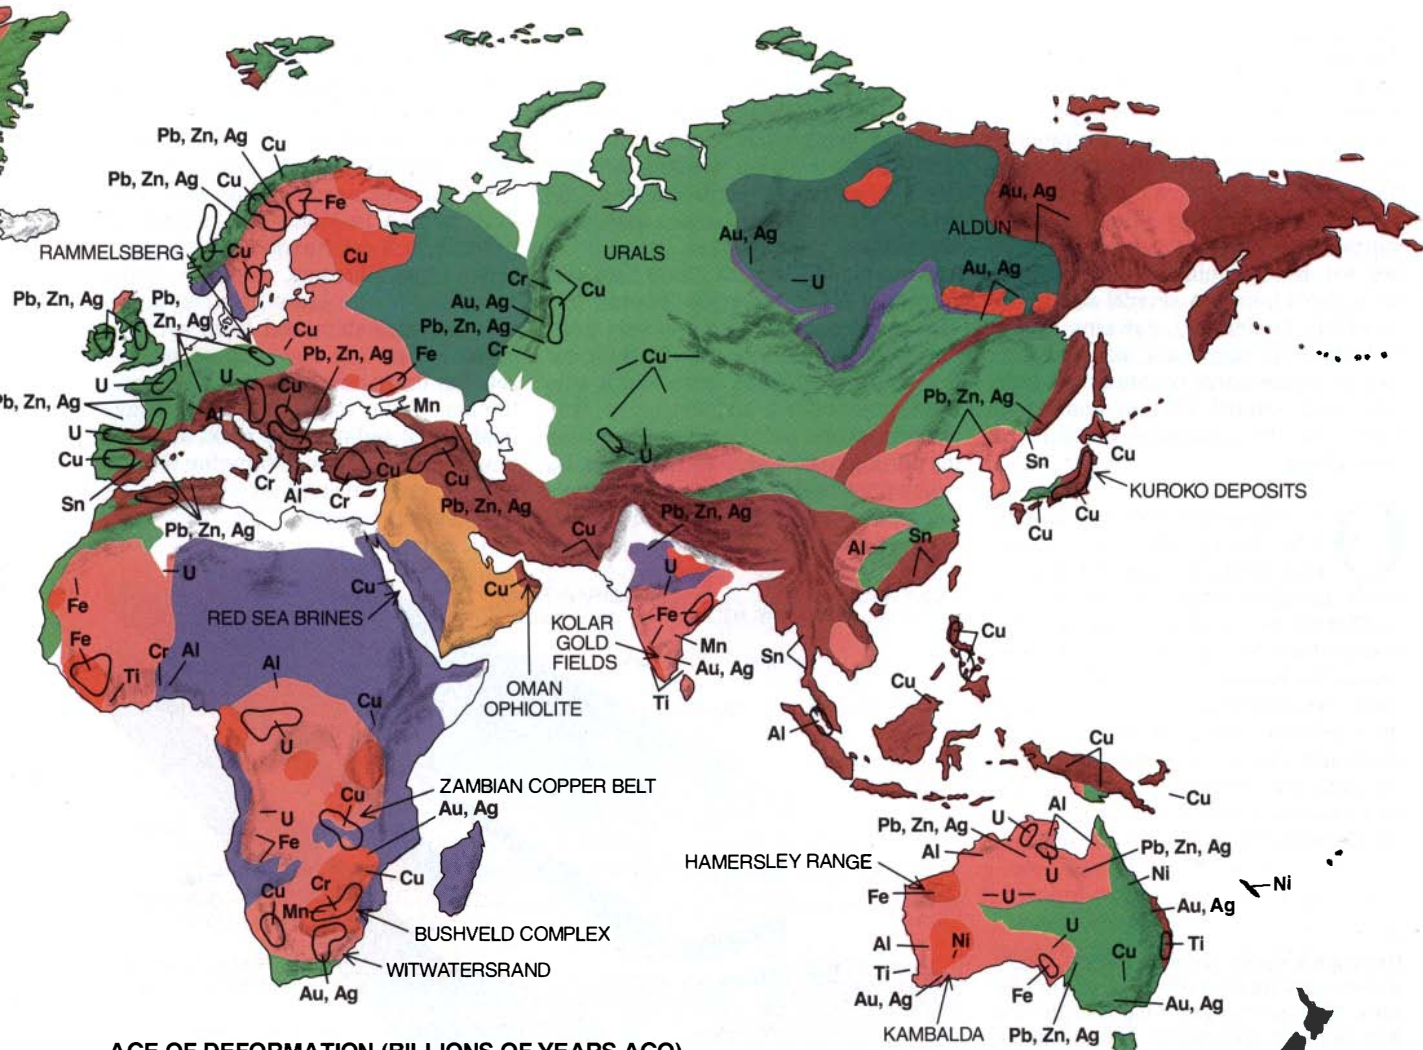 Pb, Zn, Ag
Cu
Pb, Zn, Ag
Cu
Fe
RAMMELSBERG
Cu
Cu
Pb, Zn, Ag
Pb,
Zn, Ag
Cu
Pb, Zn, Ag
Fe
U
U
Cu
Pb, Zn, Ag
Al
Mn
U
Cu
Sn
Cr
Al
Cr
Cu
Cu
Pb, Zn, Ag
Pb, Zn, Ag
URALS
Cr
Cu
Au, Ag
Pb, Zn, Ag
Cr
Au, Ag
U
Au, Ag
ALDUN
Au, Ag
Cu
U
Pb, Zn, Ag
Sn
Cu
KUROKO DEPOSITS
Cu
Cu
Cu
Pb, Zn, Ag
Al
Sn
U
Fe
Mn
Au, Ag
Ti
KOLAR
GOLD
FIELDS
Cu
OMAN
OPHIOLITE
Cu
RED SEA BRINES
U
Fe
Fe
Ti
Cr
Al
Al
Cu
U
Cu
ZAMBIAN COPPER BELT
Au, Ag
U
Fe
Cu
Cr
Cu
Mn
BUSHVELD COMPLEX
WITWATERSRAND
Au, Ag
Sn
Cu
Cu
Al
Cu
Cu
Al
U
Pb, Zn, Ag
Al
Pb, Zn, Ag
U
Ni
HAMERSLEY RANGE
Fe
U
Au, Ag
Ni
U
Al
Ni
Cu
Ti
Ti
Au, Ag
Fe
Au, Ag
KAMBALDA
Pb, Zn, Ag
AGE OF DEFORMATION (BILLIONS OF YEARS AGO)